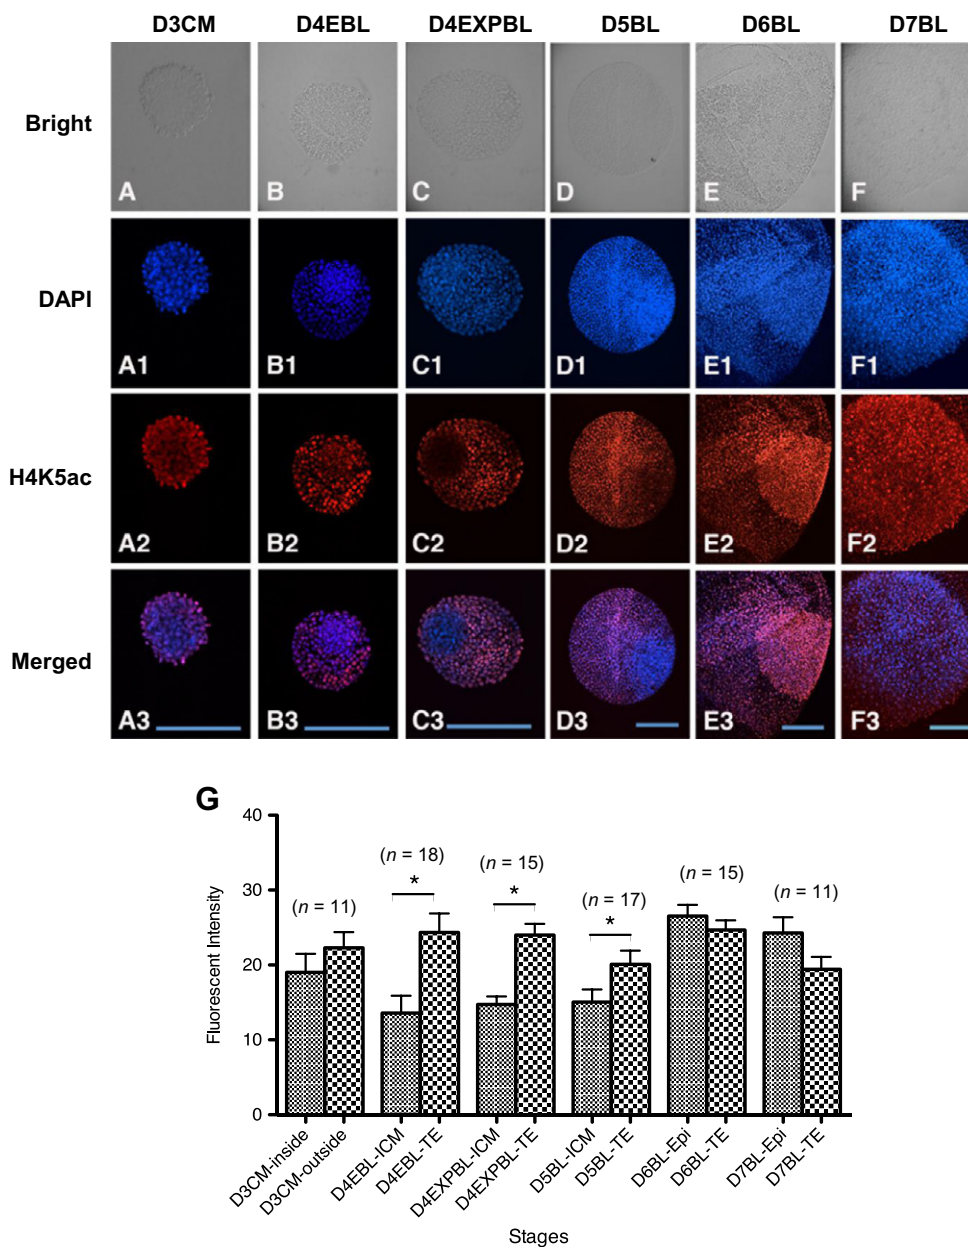 D3CM D4EBL D4EXPBL D5BL D6BL D7BL
Bright
A B C D E F
DAPI
A1 B1 C1 D1 E1 F1
H4K5ac
A2 B2 C2 D2 E2 F2
Merged
A3 B3 C3 D3 E3 F3
G
40
30
20
10
0
Fluorescent Intensity
(n = 11)
(n = 18)
*
(n = 15)
*
(n = 17)
*
(n = 15)
(n = 11)
D3CM-inside
D3CM-outside
D4EBL-ICM
D4EBL-TE
D4EXPBL-ICM
D4EXPBL-TE
D5BL-ICM
D5BL-TE
D6BL-Epi
D6BL-TE
D7BL-Epi
D7BL-TE
Stages